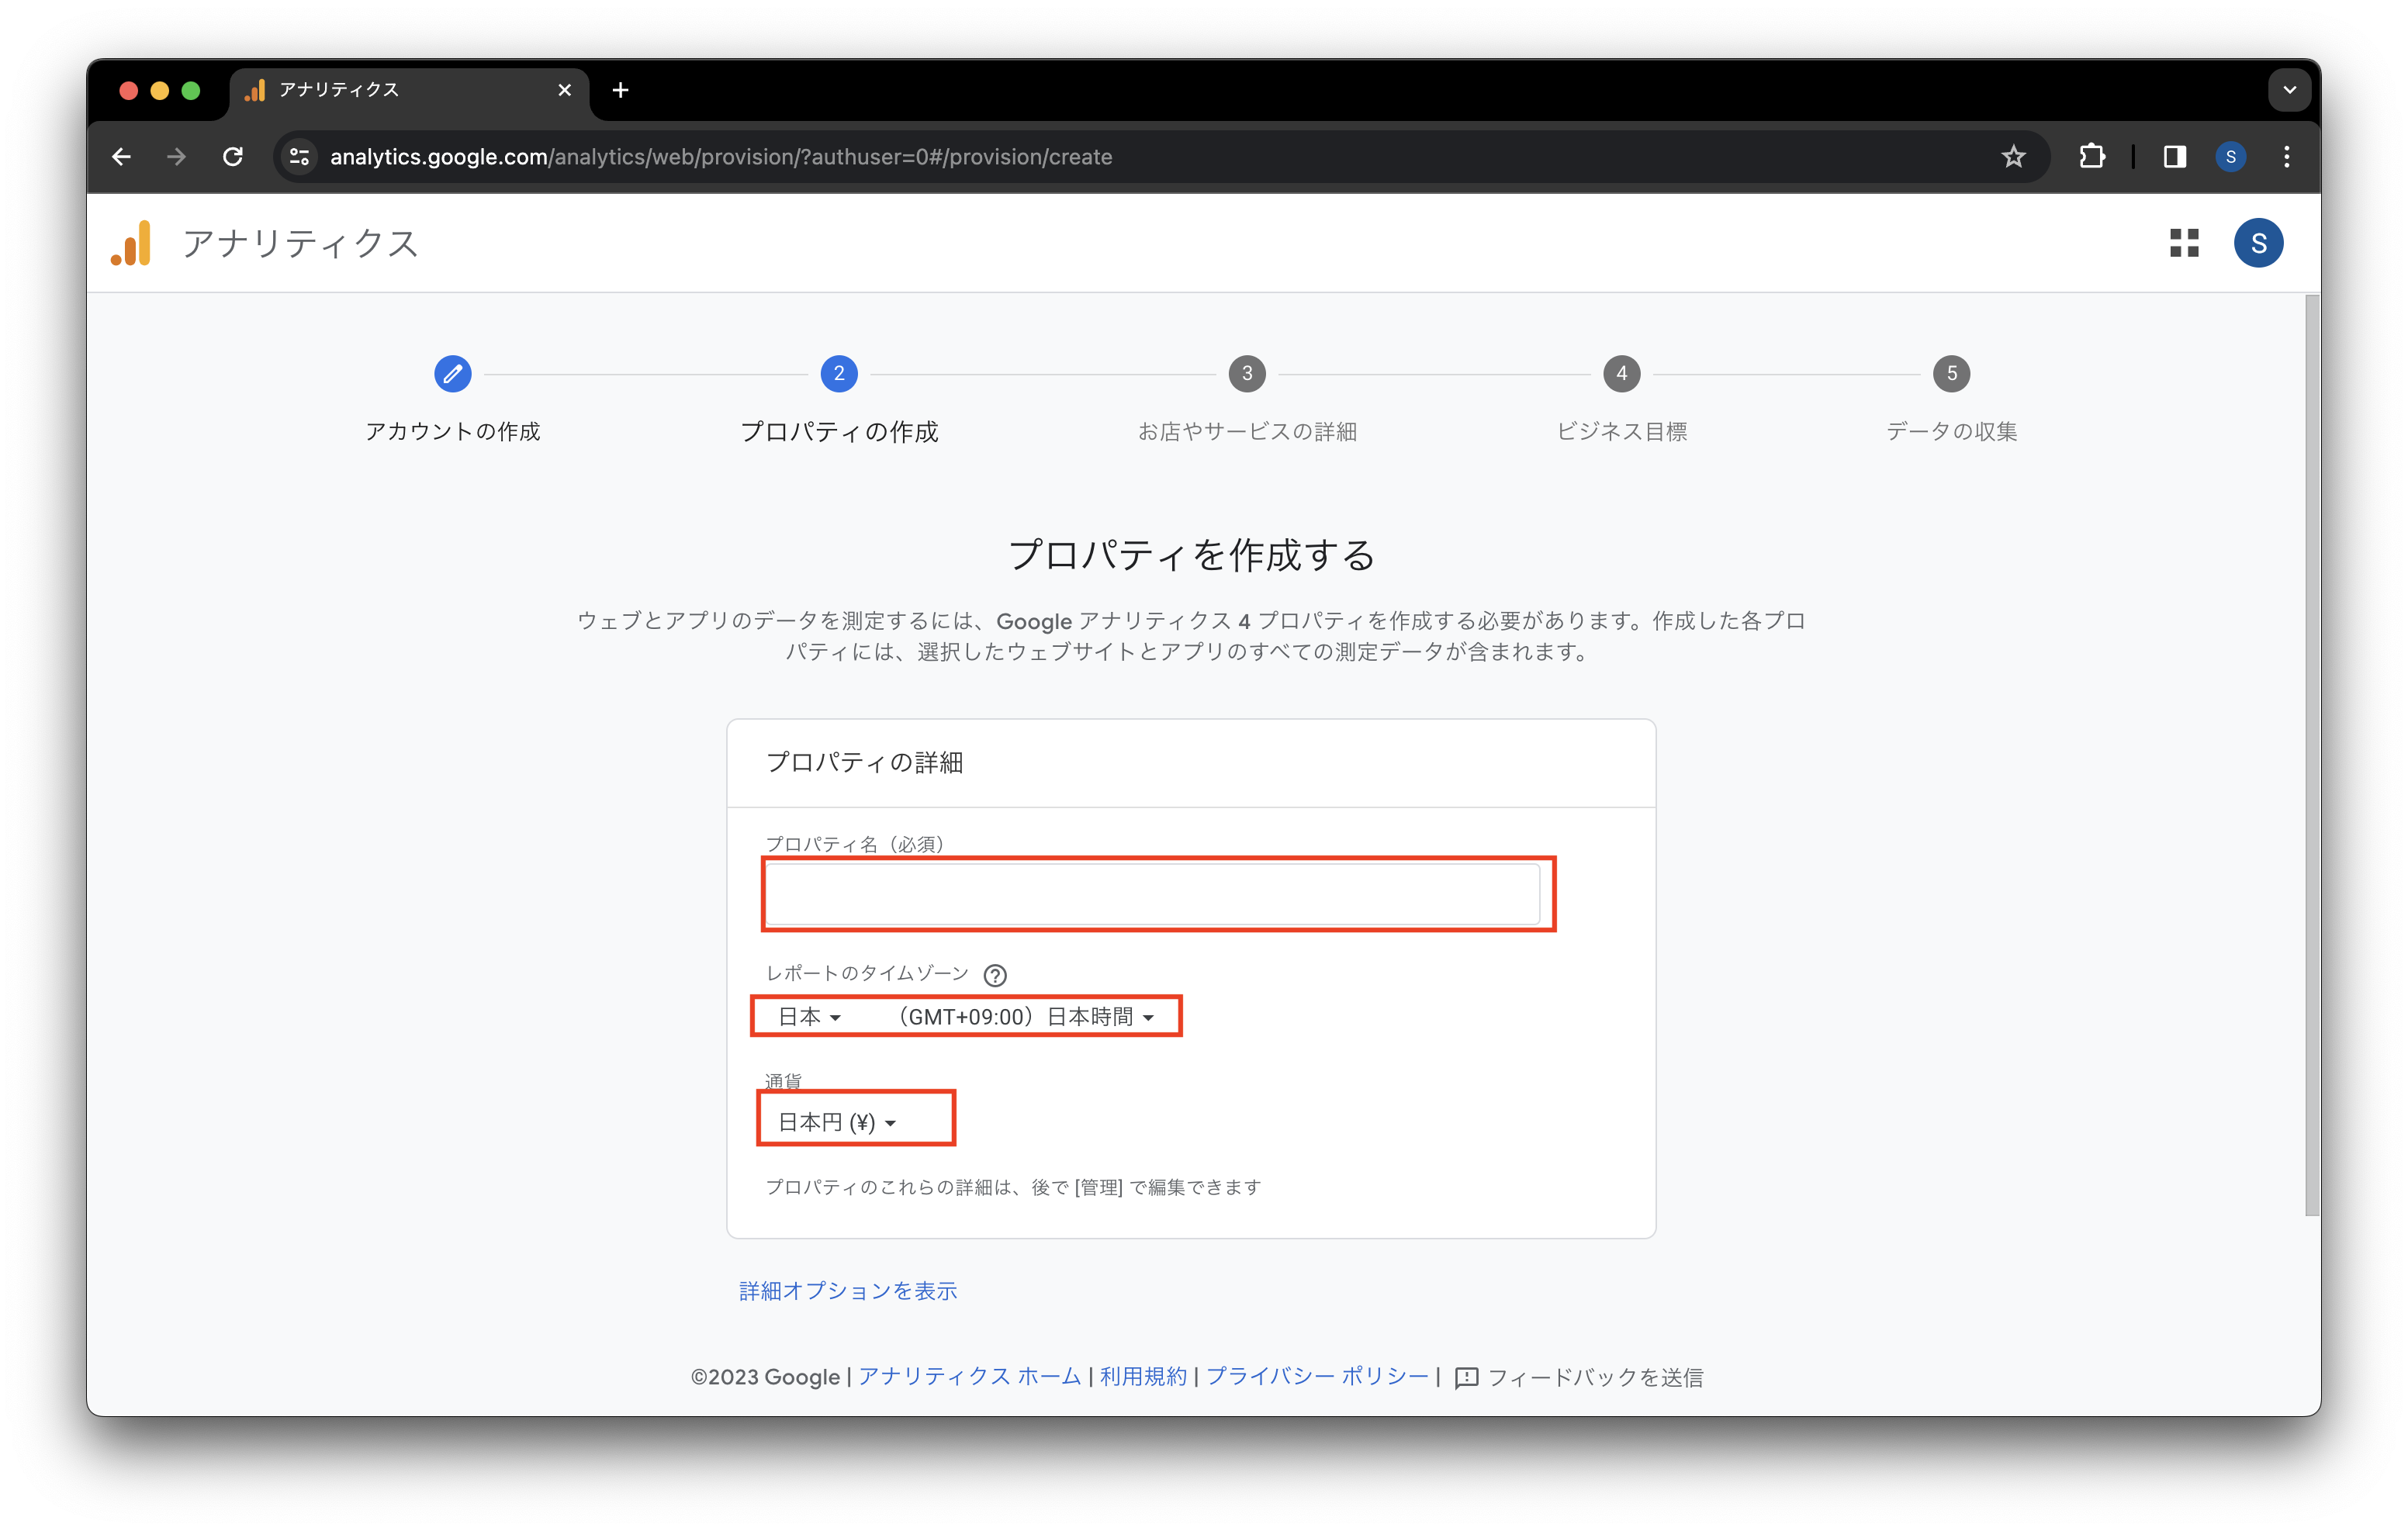 アナリティクス
analytics.google.com/analytics/web/provision/?authuser=0#/provision/create
S
アナリティクス
S
2
3
4
5
アカウントの作成
プロパティの作成
お店やサービスの詳細
ビジネス目標
データの収集
プロパティを作成する
ウェブとアプリのデータを測定するには、Google アナリティクス 4 プロパティを作成する必要があります。作成した各プロ
パティには、選択したウェブサイトとアプリのすべての測定データが含まれます。
プロパティの詳細
プロパティ名（必須）
レポートのタイムゾーン ?
日本 （GMT+09:00）日本時間
通貨
日本円 (¥)
プロパティのこれらの詳細は、後で [管理] で編集できます
詳細オプションを表示
©2023 Google | アナリティクス ホーム | 利用規約 | プライバシー ポリシー | フィードバックを送信